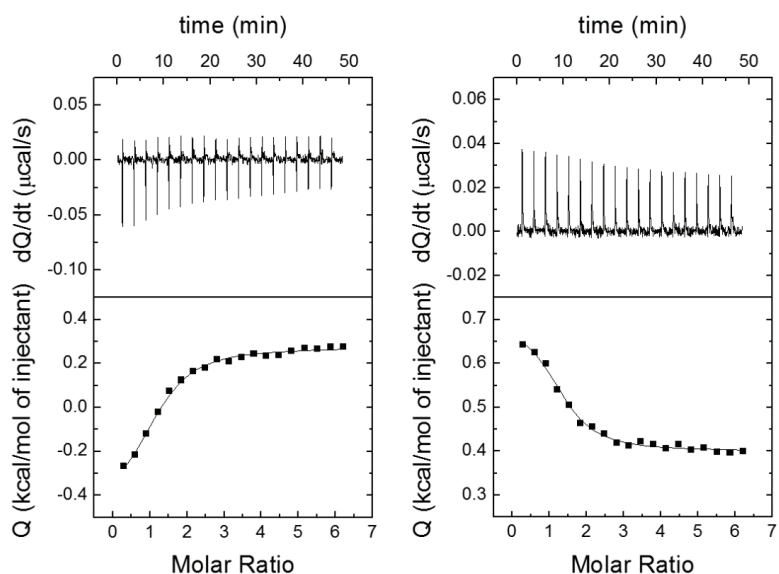 time (min)
0 10 20 30 40 50
0.05
0.00
-0.05
-0.10
dQ/dt (μcal/s)
0.4
0.2
0.0
-0.2
-0.4
Q (kcal/mol of injectant)
0 1 2 3 4 5 6 7
Molar Ratio
time (min)
0 10 20 30 40 50
0.06
0.04
0.02
0.00
-0.02
dQ/dt (μcal/s)
0.7
0.6
0.5
0.4
0.3
Q (kcal/mol of injectant)
0 1 2 3 4 5 6 7
Molar Ratio